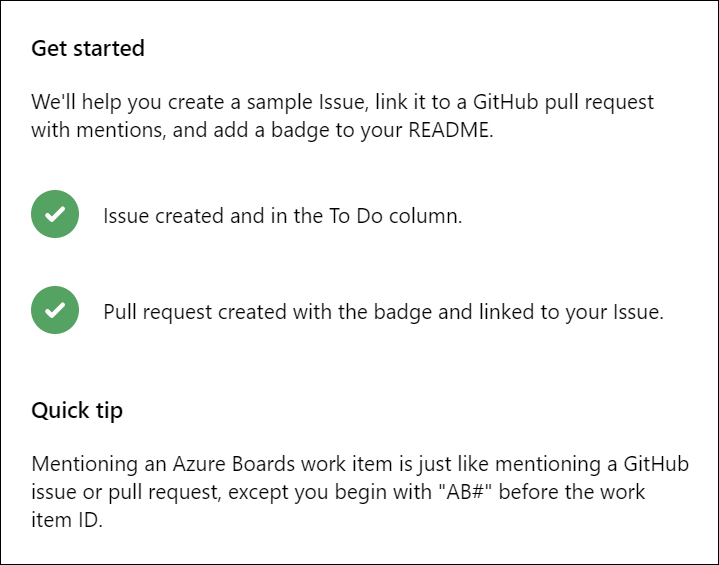 Get started
We'll help you create a sample Issue, link it to a GitHub pull request
with mentions, and add a badge to your README.
Issue created and in the To Do column.
Pull request created with the badge and linked to your Issue.
Quick tip
Mentioning an Azure Boards work item is just like mentioning a GitHub
issue or pull request, except you begin with "AB#" before the work
item ID.